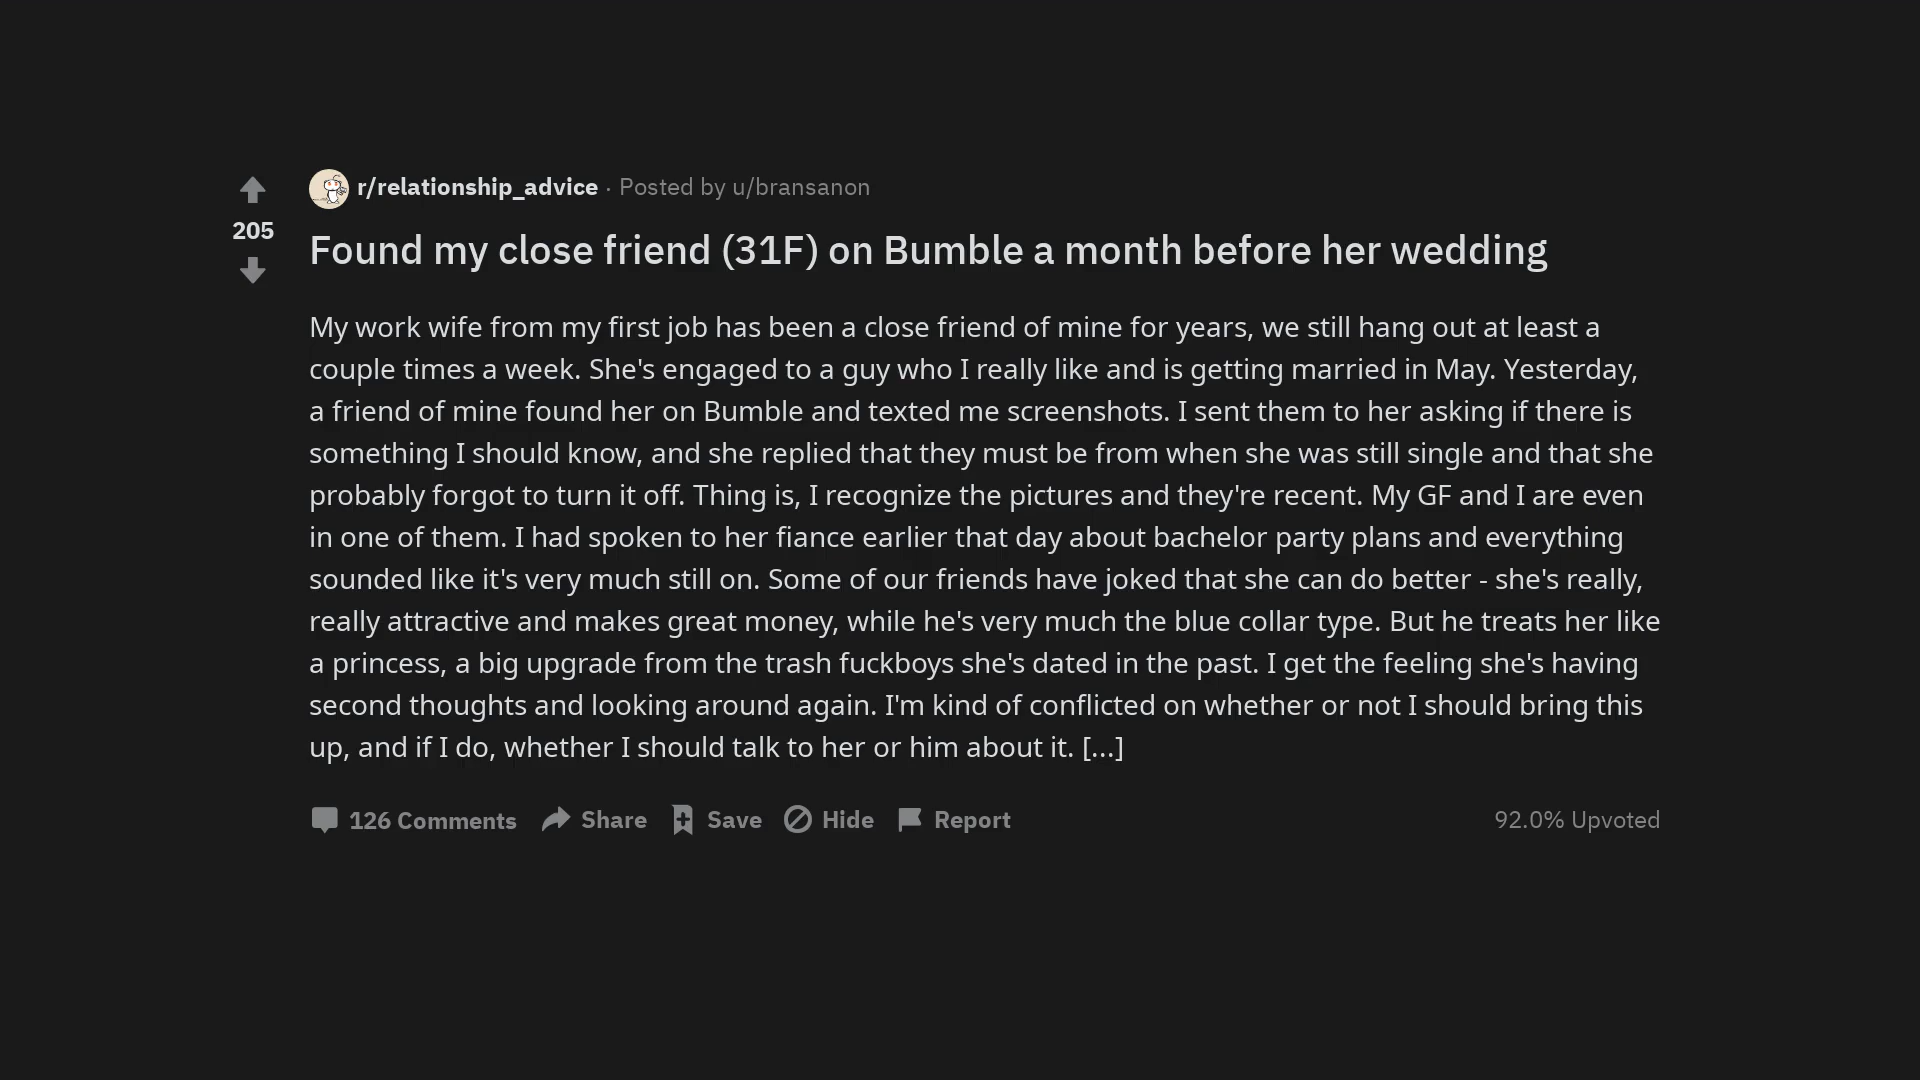 r/relationship_advice · Posted by u/bransanon
205
Found my close friend (31F) on Bumble a month before her wedding
My work wife from my first job has been a close friend of mine for years, we still hang out at least a
couple times a week. She's engaged to a guy who I really like and is getting married in May. Yesterday,
a friend of mine found her on Bumble and texted me screenshots. I sent them to her asking if there is
something I should know, and she replied that they must be from when she was still single and that she
probably forgot to turn it off. Thing is, I recognize the pictures and they're recent. My GF and I are even
in one of them. I had spoken to her fiance earlier that day about bachelor party plans and everything
sounded like it's very much still on. Some of our friends have joked that she can do better - she's really,
really attractive and makes great money, while he's very much the blue collar type. But he treats her like
a princess, a big upgrade from the trash fuckboys she's dated in the past. I get the feeling she's having
second thoughts and looking around again. I'm kind of conflicted on whether or not I should bring this
up, and if I do, whether I should talk to her or him about it. [...]
126 Comments Share Save Hide Report 92.0% Upvoted